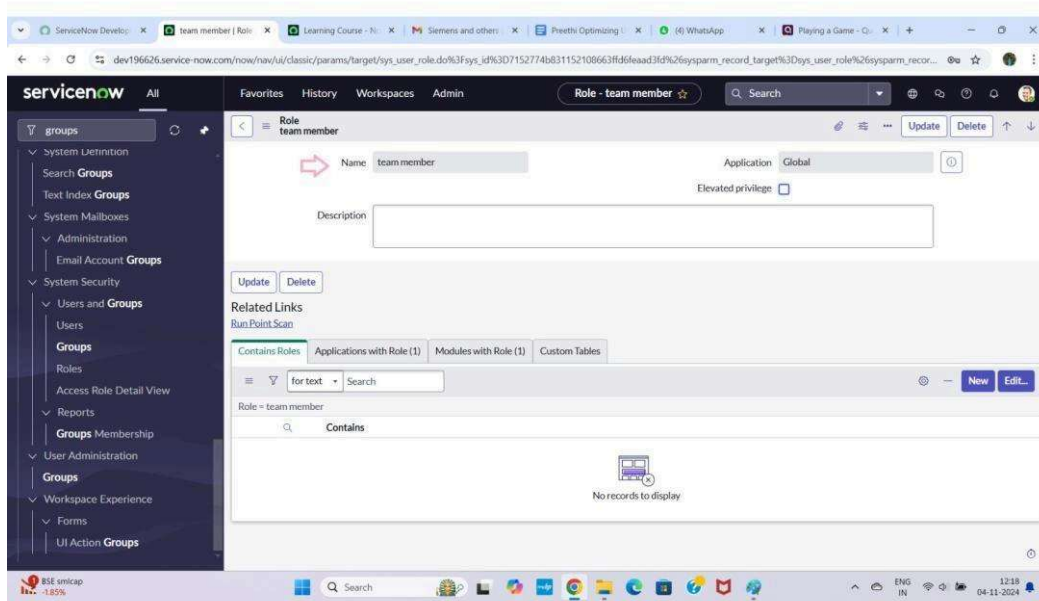 ServiceNow Develop
team member | Role
Learning Course - N
Siemens and others
Preethi Optimizing U
(4) WhatsApp
Playing a Game - Q
dev196626.service-now.com/now/nav/ui/classic/params/target/sys_user_role.do%3Fsys_id%3D7152774b831152108663ffd6feaad3fd%26sysparm_record_target%3Dsys_user_role%26sysparm_recor...
servicenow All Favorites History Workspaces Admin Role - team member Search
groups
System Definition
Search Groups
Text Index Groups
System Mailboxes
Administration
Email Account Groups
System Security
Users and Groups
Users
Groups
Roles
Access Role Detail View
Reports
Groups Membership
User Administration
Groups
Workspace Experience
Forms
UI Action Groups
Role
team member
Update Delete
Name team member Application Global
Elevated privilege
Description
Update Delete
Related Links
Run Point Scan
Contains Roles Applications with Role (1) Modules with Role (1) Custom Tables
for text Search New Edit...
Role = team member
Contains
No records to display
BSE smlcap
-1.85%
Search
ENG
IN
12:18
04-11-2024